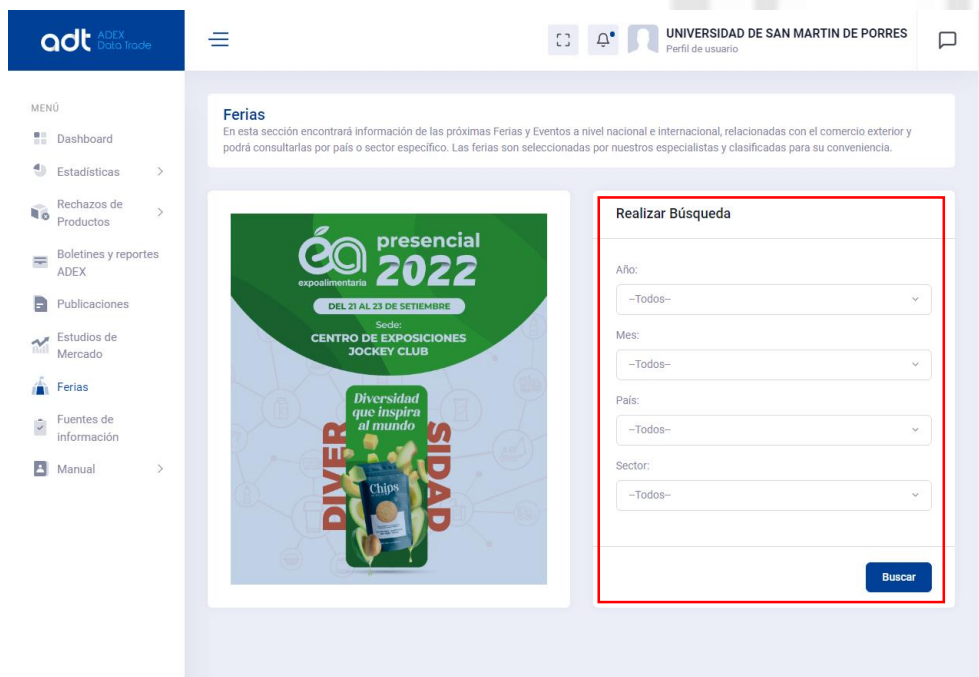 adt ADEX
Data Trade
UNIVERSIDAD DE SAN MARTIN DE PORRES
Perfil de usuario
MENÚ
Dashboard
Estadísticas
Rechazos de
Productos
Boletines y reportes
ADEX
Publicaciones
Estudios de
Mercado
Ferias
Fuentes de
información
Manual
Ferias
En esta sección encontrará información de las próximas Ferias y Eventos a nivel nacional e internacional, relacionadas con el comercio exterior y
podrá consultarlas por país o sector específico. Las ferias son seleccionadas por nuestros especialistas y clasificadas para su conveniencia.
éa
expoalimentaria
presencial
2022
DEL 21 AL 23 DE SETIEMBRE
Sede:
CENTRO DE EXPOSICIONES
JOCKEY CLUB
Diversidad
que inspira
al mundo
DIVER
SIDAD
Chips
Realizar Búsqueda
Año:
--Todos--
Mes:
--Todos--
País:
--Todos--
Sector:
--Todos--
Buscar